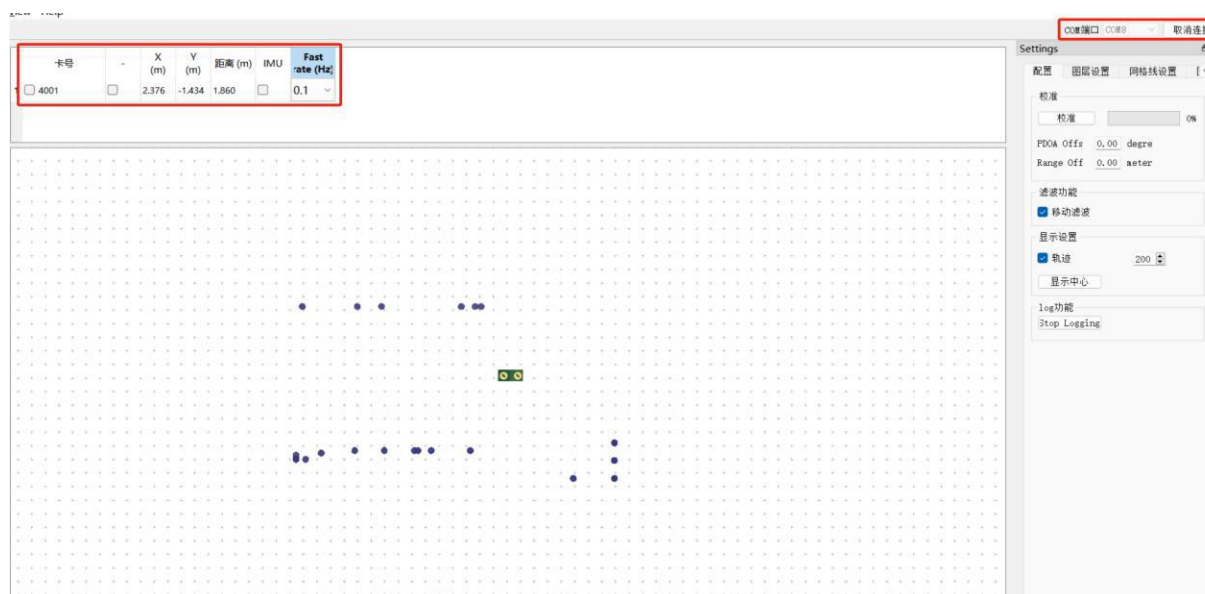 COM端口 COM8 取消连接
Settings
卡号 - X (m) Y (m) 距离 (m) IMU Fast rate (Hz)
1 4001 2.376 -1.434 1.860 0.1
配置 图层设置 网格线设置
校准
校准 0%
PDOA Offs 0.00 degre
Range Off 0.00 meter
滤波功能
移动滤波
显示设置
轨迹 200
显示中心
log功能
Stop Logging